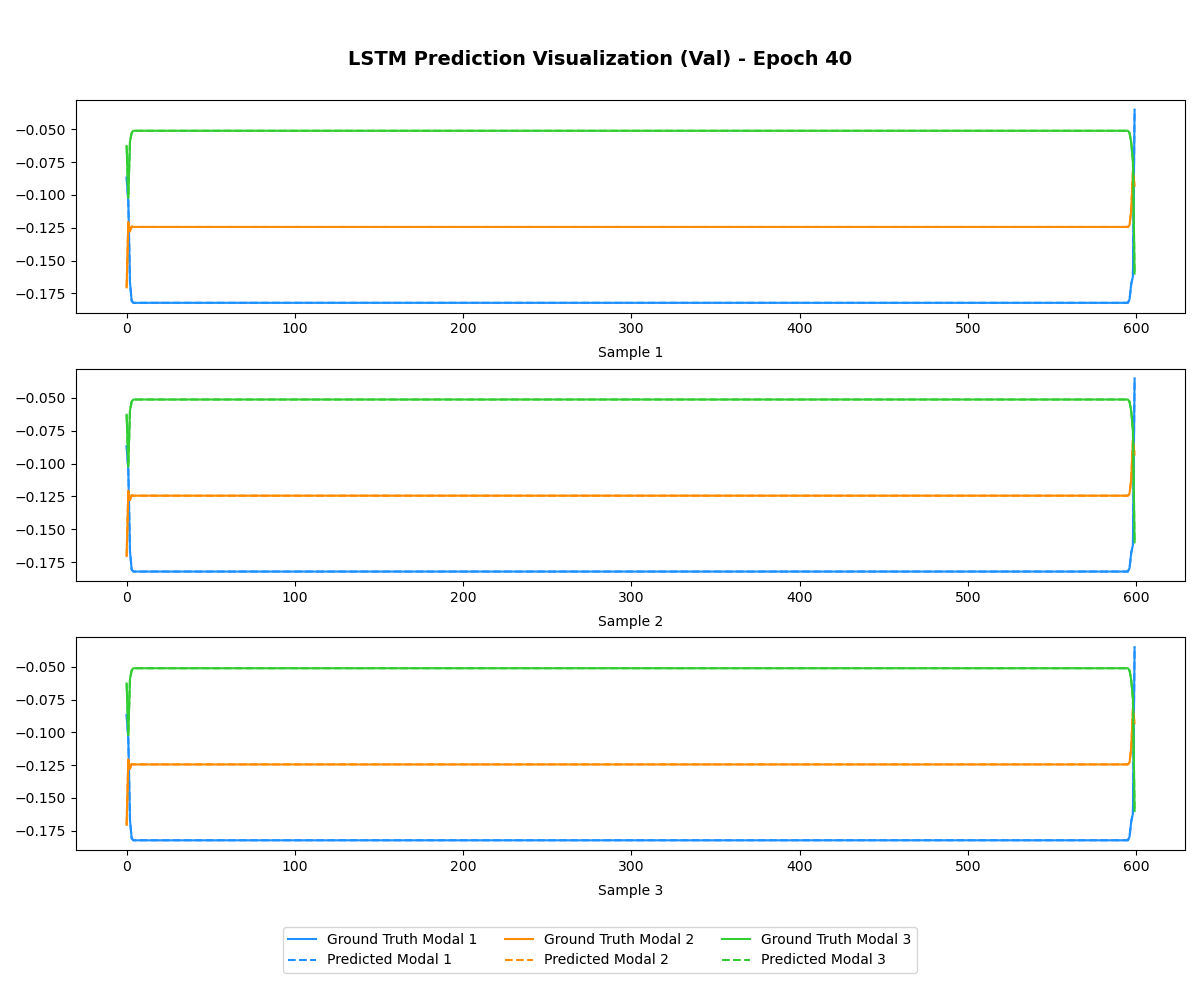 LSTM Prediction Visualization (Val) - Epoch 40
−0.050
−0.075
−0.100
−0.125
−0.150
−0.175
0 100 200 300 400 500 600
Sample 1
−0.050
−0.075
−0.100
−0.125
−0.150
−0.175
0 100 200 300 400 500 600
Sample 2
−0.050
−0.075
−0.100
−0.125
−0.150
−0.175
0 100 200 300 400 500 600
Sample 3
Ground Truth Modal 1 Ground Truth Modal 2 Ground Truth Modal 3
Predicted Modal 1 Predicted Modal 2 Predicted Modal 3